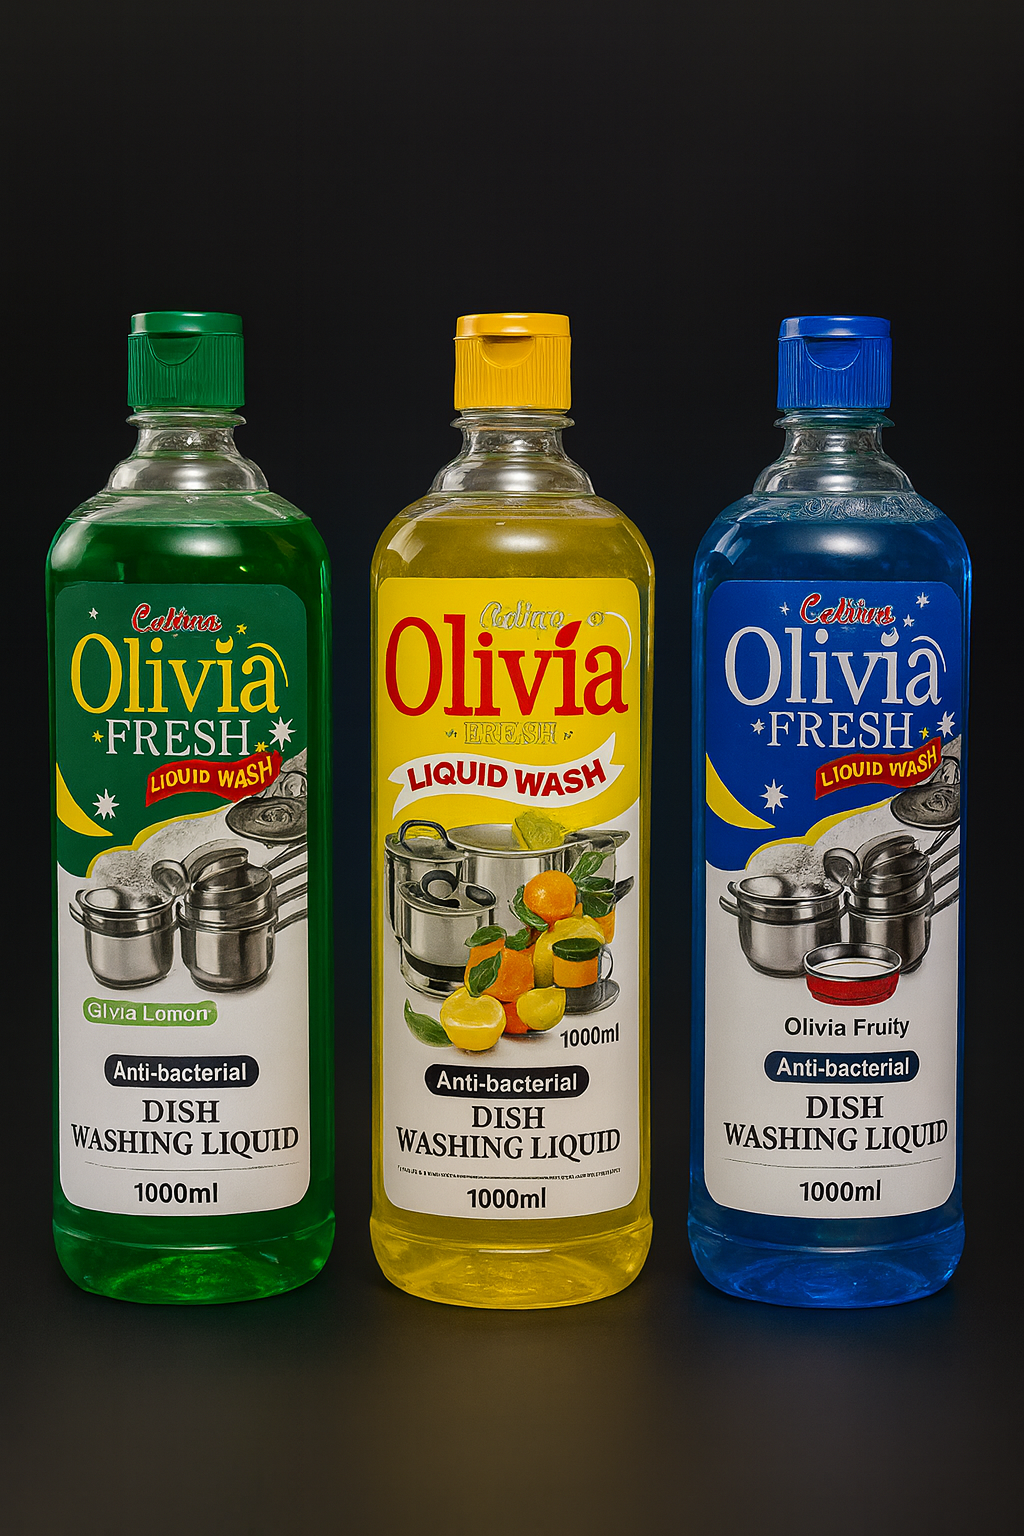 Olivia
FRESH
LIQUID WASH
Glvia Lomon
Anti-bacterial
DISH
WASHING LIQUID
1000ml
Olivia
FRESH
LIQUID WASH
1000ml
Anti-bacterial
DISH
WASHING LIQUID
1000ml
Olivia
FRESH
LIQUID WASH
Olivia Fruity
Anti-bacterial
DISH
WASHING LIQUID
1000ml